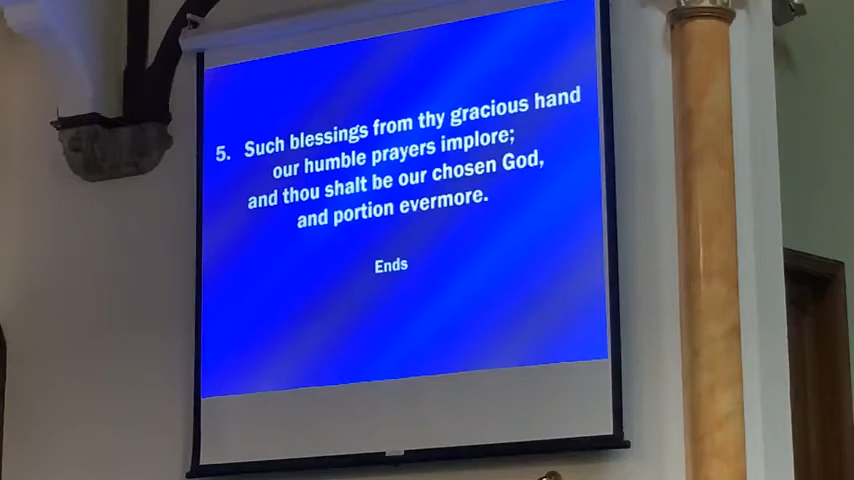 5. Such blessings from thy gracious hand
our humble prayers implore;
and thou shalt be our chosen God,
and portion evermore.
Ends